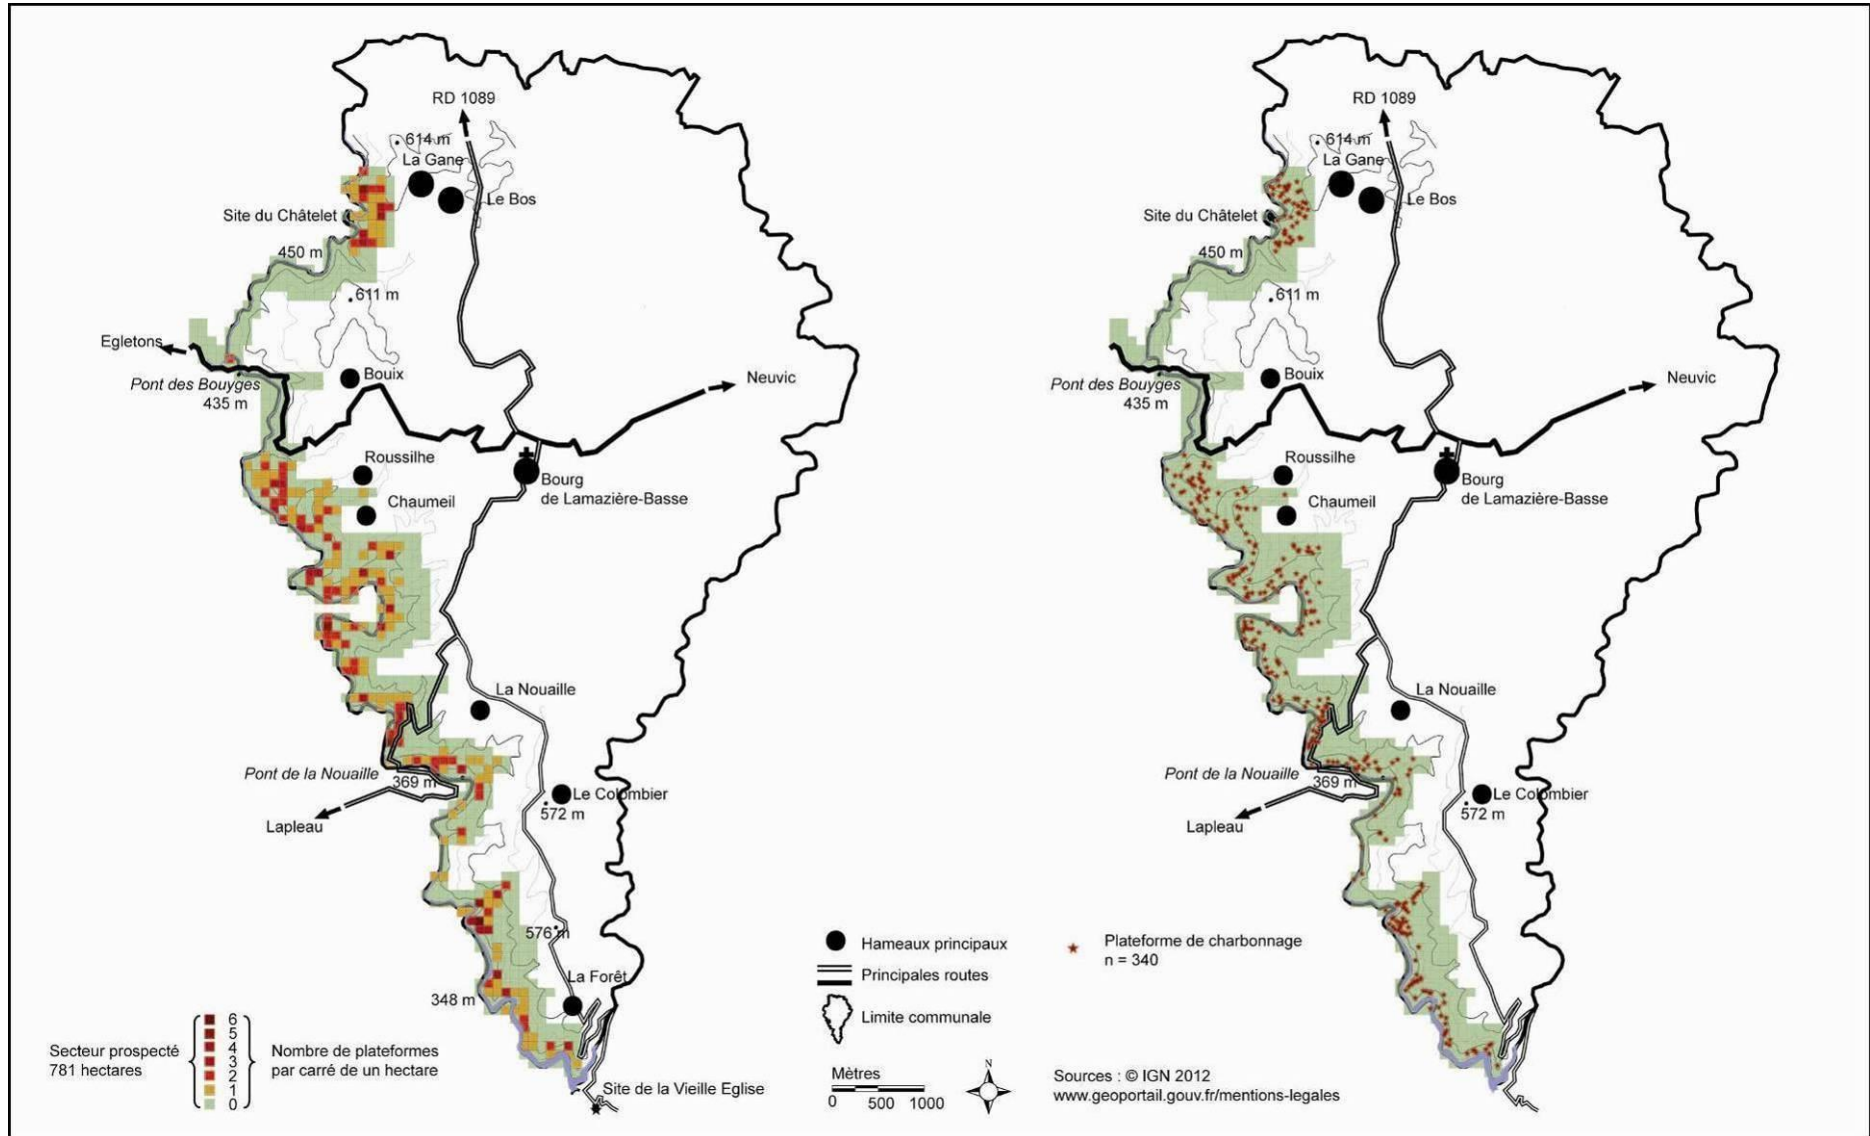 RD 1089
614 m
La Gane
Le Bos
Site du Châtelet
450 m
611 m
Egletons
Pont des Bouyges
435 m
Bouix
Neuvic
Roussilhe
Chaumeil
Bourg
de Lamazière-Basse
La Nouaille
Pont de la Nouaille
369 m
Le Colombier
572 m
Lapleau
576 m
La Forêt
348 m
Site de la Vieille Eglise
Secteur prospecté
781 hectares
6
5
4
3
2
1
0
Nombre de plateformes
par carré de un hectare
RD 1089
614 m
La Gane
Le Bos
Site du Châtelet
450 m
611 m
Pont des Bouyges
435 m
Bouix
Neuvic
Roussilhe
Chaumeil
Bourg
de Lamazière-Basse
La Nouaille
Pont de la Nouaille
369 m
Le Colombier
572 m
Lapleau
Hameaux principaux
Principales routes
Limite communale
Mètres
0 500 1000
N
Plateforme de charbonnage
n = 340
Sources : © IGN 2012
www.geoportail.gouv.fr/mentions-legales